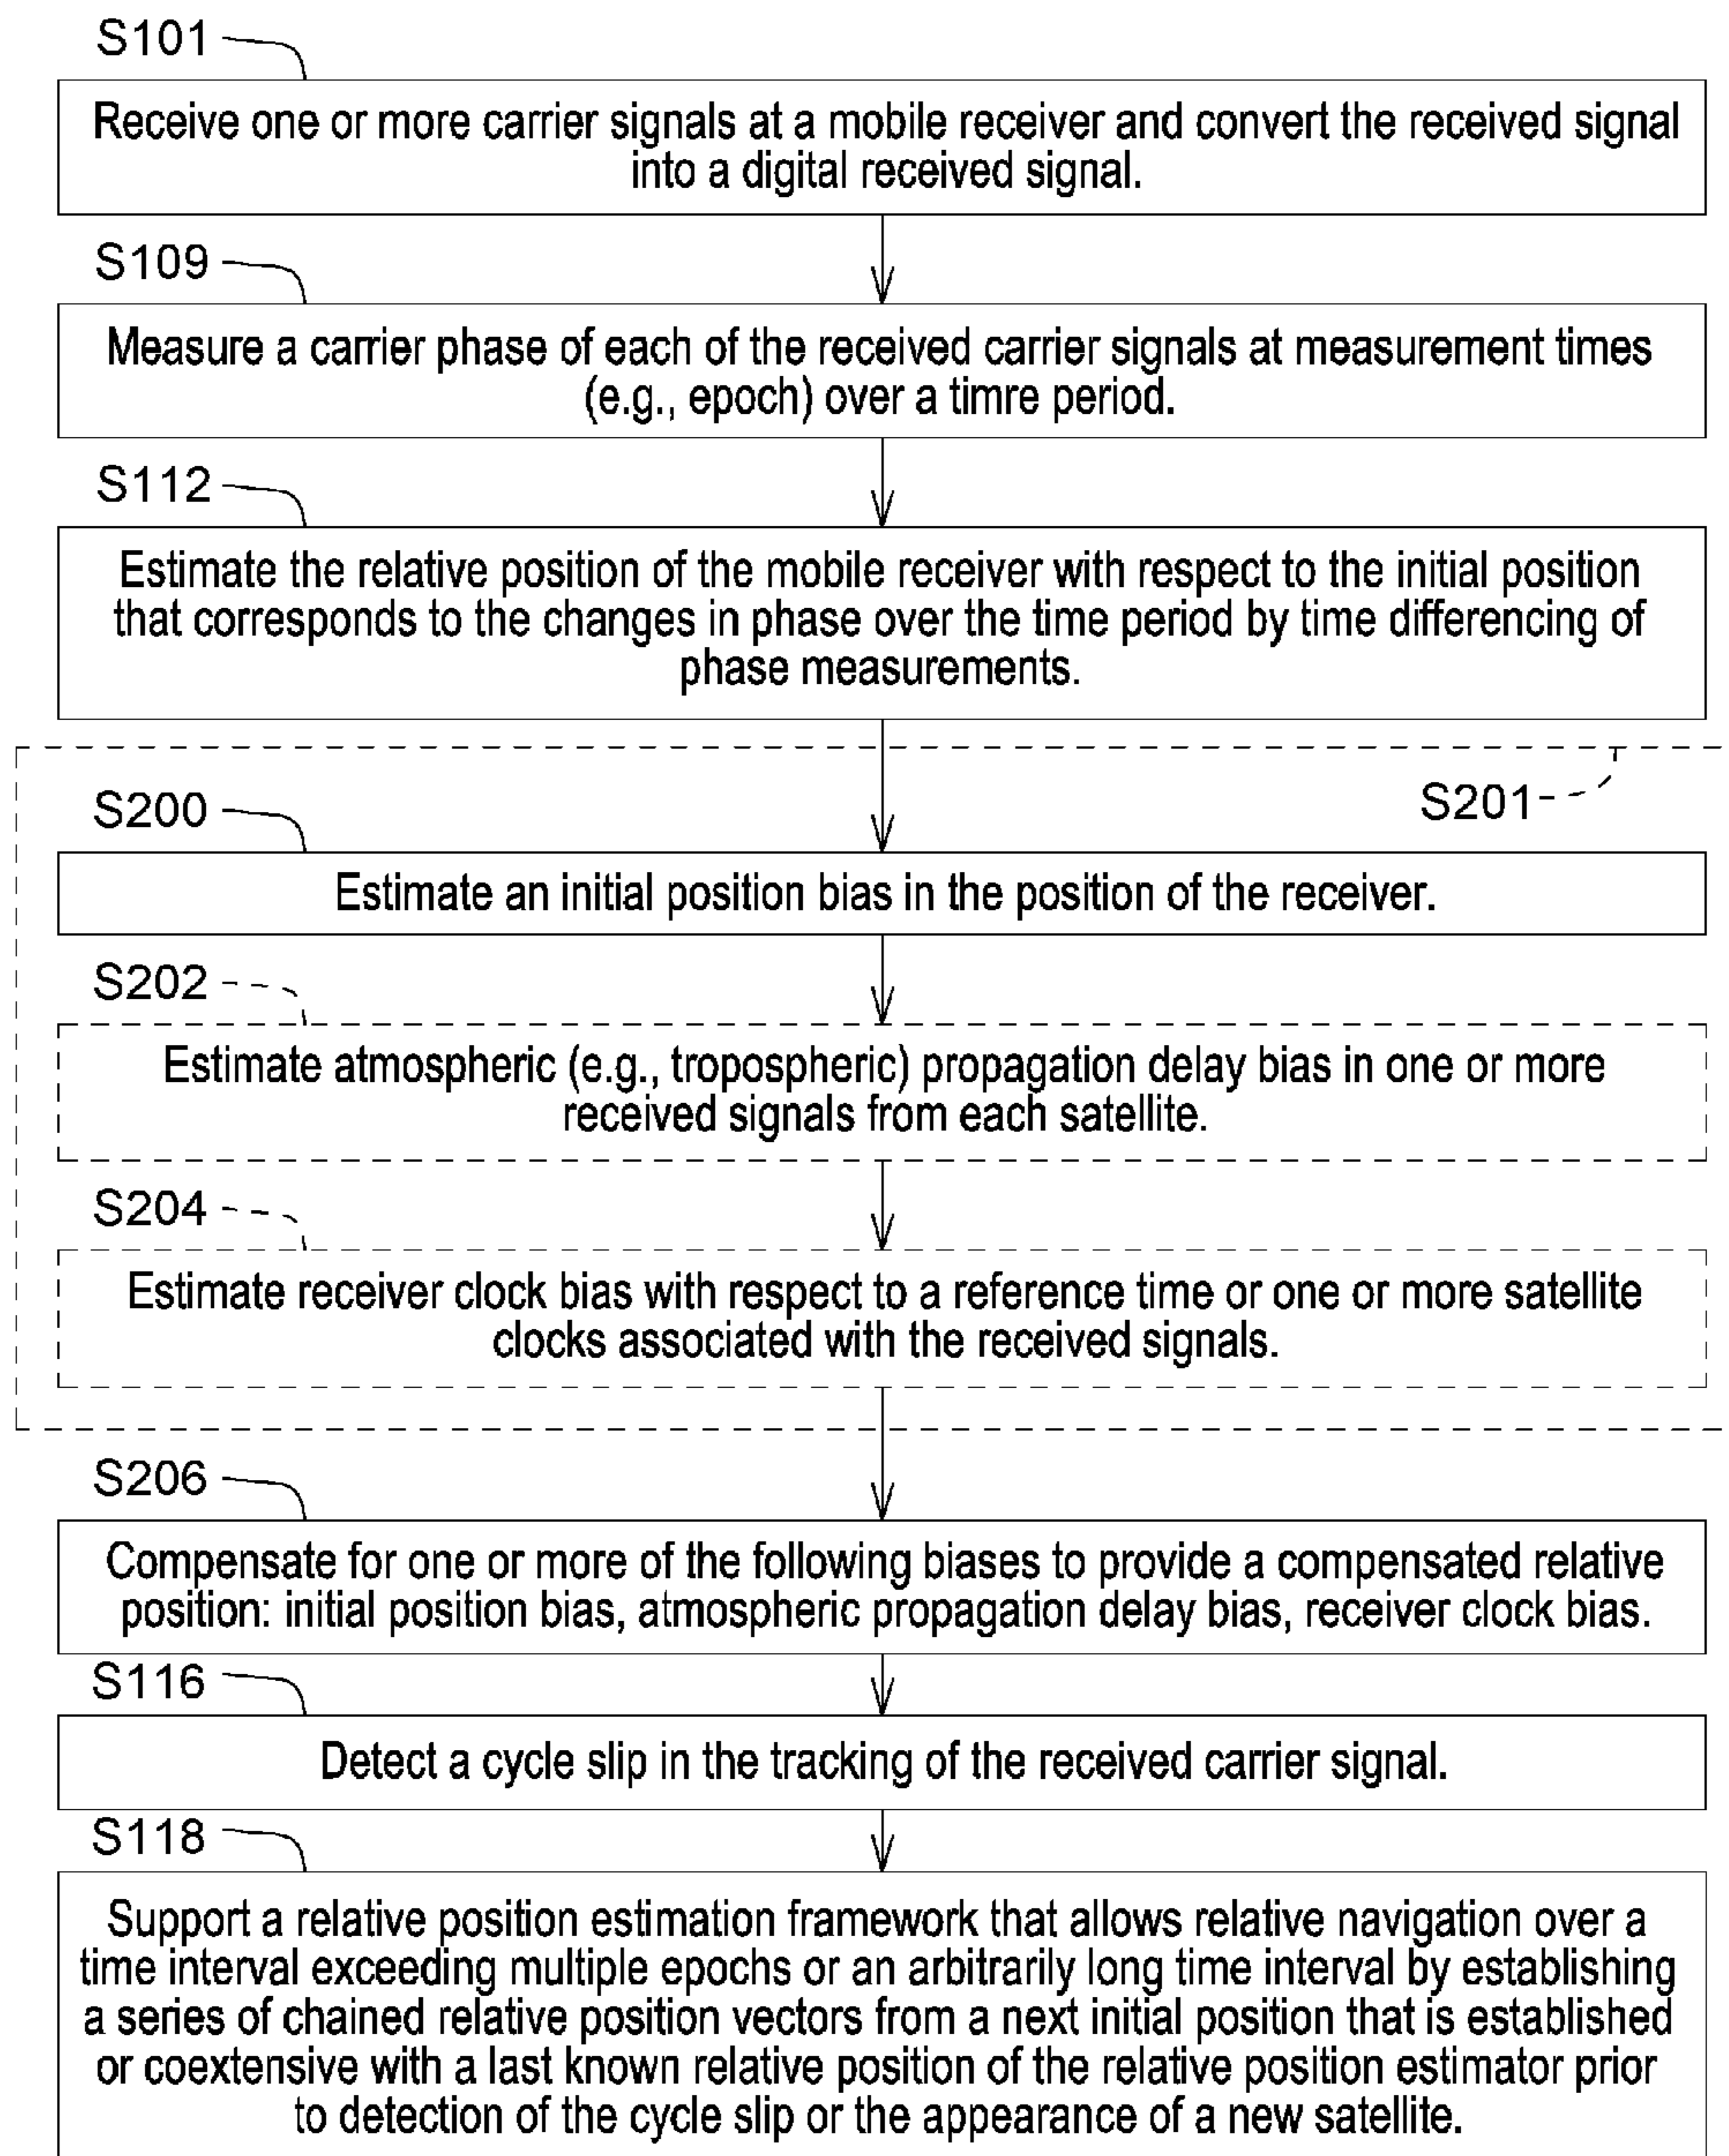 S101
Receive one or more carrier signals at a mobile receiver and convert the received signal
into a digital received signal.
S109
Measure a carrier phase of each of the received carrier signals at measurement times
(e.g., epoch) over a timre period.
S112
Estimate the relative position of the mobile receiver with respect to the initial position
that corresponds to the changes in phase over the time period by time differencing of
phase measurements.
S201
S200
Estimate an initial position bias in the position of the receiver.
S202
Estimate atmospheric (e.g., tropospheric) propagation delay bias in one or more
received signals from each satellite.
S204
Estimate receiver clock bias with respect to a reference time or one or more satellite
clocks associated with the received signals.
S206
Compensate for one or more of the following biases to provide a compensated relative
position: initial position bias, atmospheric propagation delay bias, receiver clock bias.
S116
Detect a cycle slip in the tracking of the received carrier signal.
S118
Support a relative position estimation framework that allows relative navigation over a
time interval exceeding multiple epochs or an arbitrarily long time interval by establishing
a series of chained relative position vectors from a next initial position that is established
or coextensive with a last known relative position of the relative position estimator prior
to detection of the cycle slip or the appearance of a new satellite.